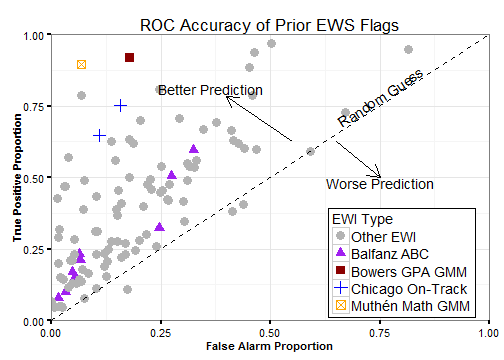 ROC Accuracy of Prior EWS Flags
1.00
0.75
0.50
0.25
0.00
True Positive Proportion
Better Prediction
Random Guess
Worse Prediction
EWI Type
Other EWI
Balfanz ABC
Bowers GPA GMM
Chicago On-Track
Muthén Math GMM
0.00 0.25 0.50 0.75 1.00
False Alarm Proportion